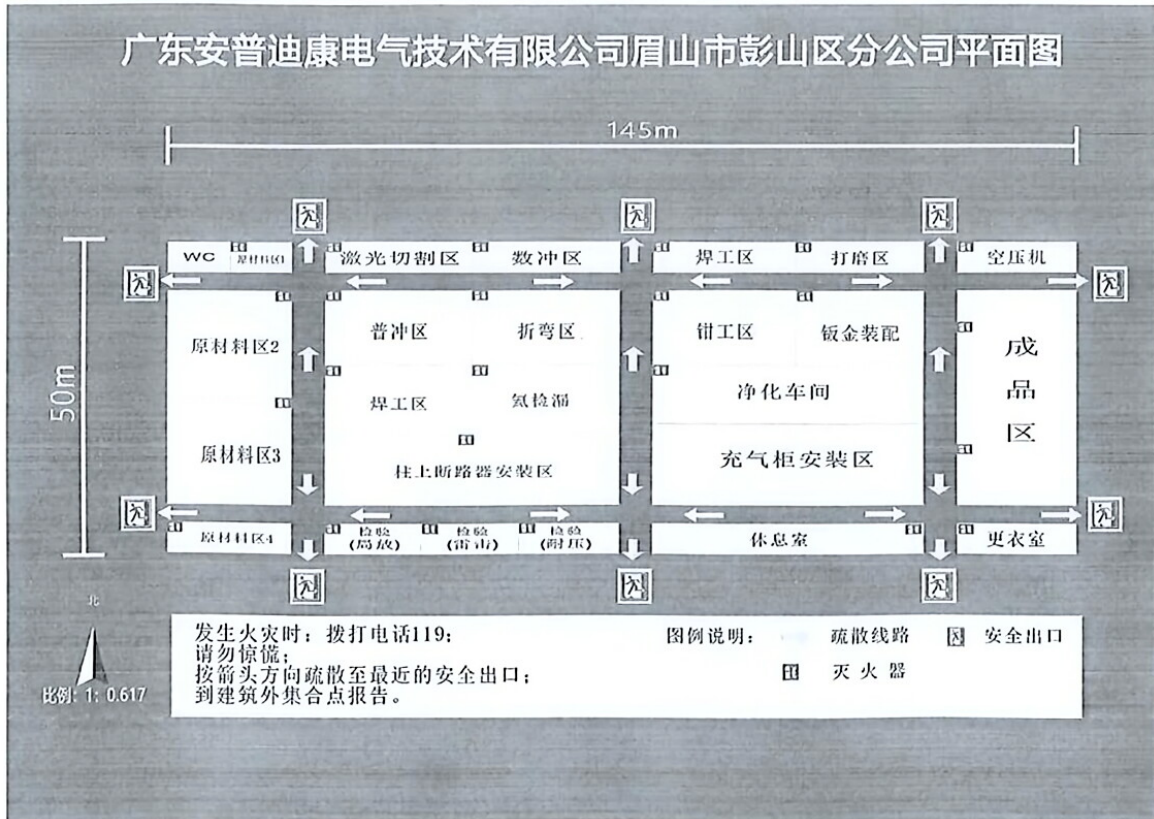 广东安普迪康电气技术有限公司眉山市彭山区分公司平面图
145m
50m
WC
原材料区1
激光切割区
数冲区
焊工区
打磨区
空压机
原材料区2
普冲区
折弯区
钳工区
钣金装配
成品区
焊工区
氦检漏
净化车间
原材料区3
柱上断路器安装区
充气柜安装区
原材料区4
检验
(局放)
检验
(雷击)
检验
(耐压)
休息室
更衣室
北
比例: 1: 0.617
发生火灾时：拨打电话119；
请勿惊慌；
按箭头方向疏散至最近的安全出口；
到建筑外集合点报告。
图例说明： 疏散线路 安全出口
灭火器